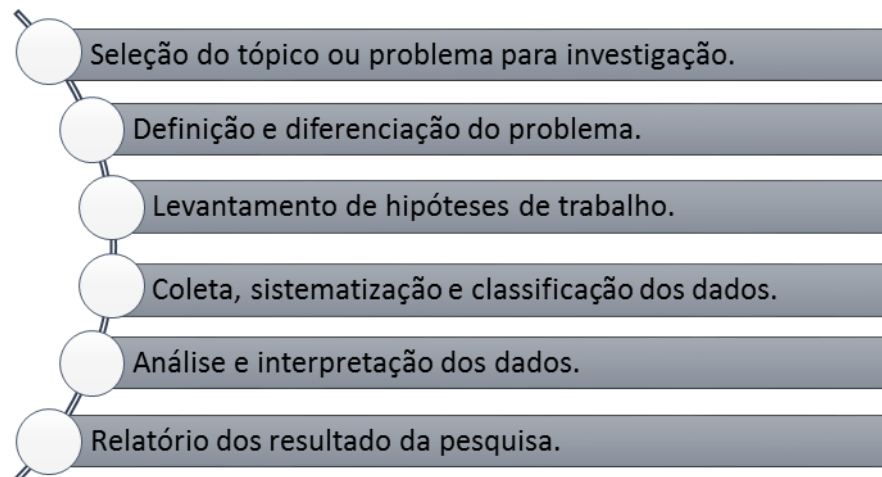 Seleção do tópico ou problema para investigação.
Definição e diferenciação do problema.
Levantamento de hipóteses de trabalho.
Coleta, sistematização e classificação dos dados.
Análise e interpretação dos dados.
Relatório dos resultado da pesquisa.